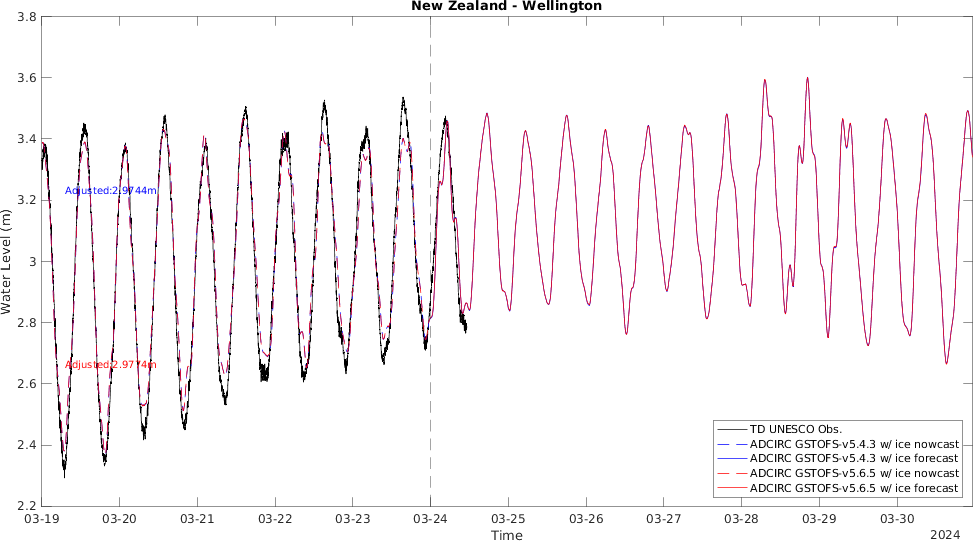 New Zealand - Wellington
3.8
3.6
3.4
3.2
3
2.8
2.6
2.4
2.2
Water Level (m)
Adjusted:2.9744m
Adjusted:2.9774m
TD UNESCO Obs.
ADCIRC GSTOFS-v5.4.3 w/ ice nowcast
ADCIRC GSTOFS-v5.4.3 w/ ice forecast
ADCIRC GSTOFS-v5.6.5 w/ ice nowcast
ADCIRC GSTOFS-v5.6.5 w/ ice forecast
03-19 03-20 03-21 03-22 03-23 03-24 03-25 03-26 03-27 03-28 03-29 03-30
Time
2024